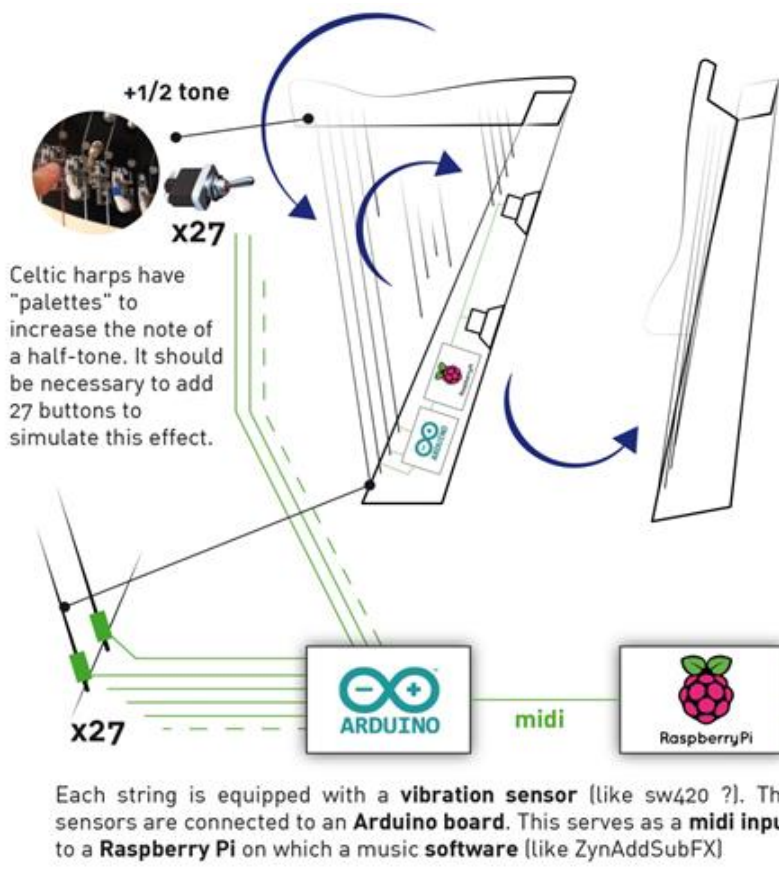 +1/2 tone
x27
Celtic harps have
"palettes" to
increase the note of
a half-tone. It should
be necessary to add
27 buttons to
simulate this effect.
RaspberryPi
ARDUINO
x27
ARDUINO
midi
RaspberryPi
Each string is equipped with a vibration sensor (like sw420 ?). Th
sensors are connected to an Arduino board. This serves as a midi inpu
to a Raspberry Pi on which a music software (like ZynAddSubFX)